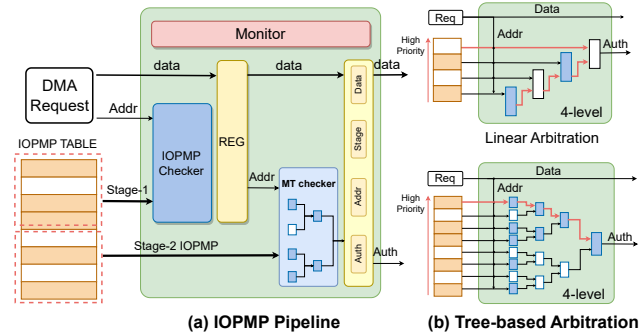 Monitor
data
data
data
DMA
Request
Addr
IOPMP TABLE
IOPMP
Checker
REG
Stage-1
Addr
MT checker
Stage-2 IOPMP
Data
Stage
Addr
Auth
Auth
(a) IOPMP Pipeline
Req
Data
High
Priority
Addr
Auth
4-level
Linear Arbitration
Req
Data
High
Priority
Addr
Auth
4-level
(b) Tree-based Arbitration